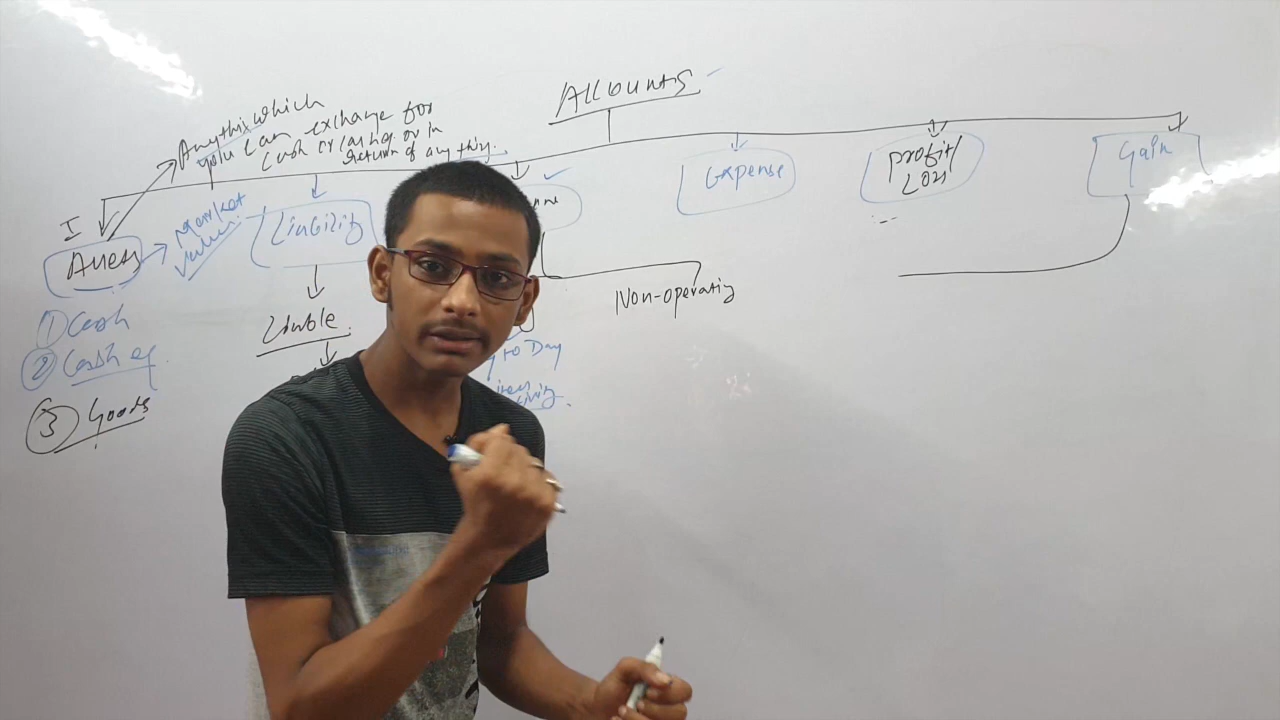 Accounts
Anything which
you can exchange for
cash or cash eq. or in
return of anything.
I
Assets
Market
value
Liability
Expense
profit/
Loss
Gain
① Cash
② Cash eq.
③ Goods
Liable
Non-operating
to Day